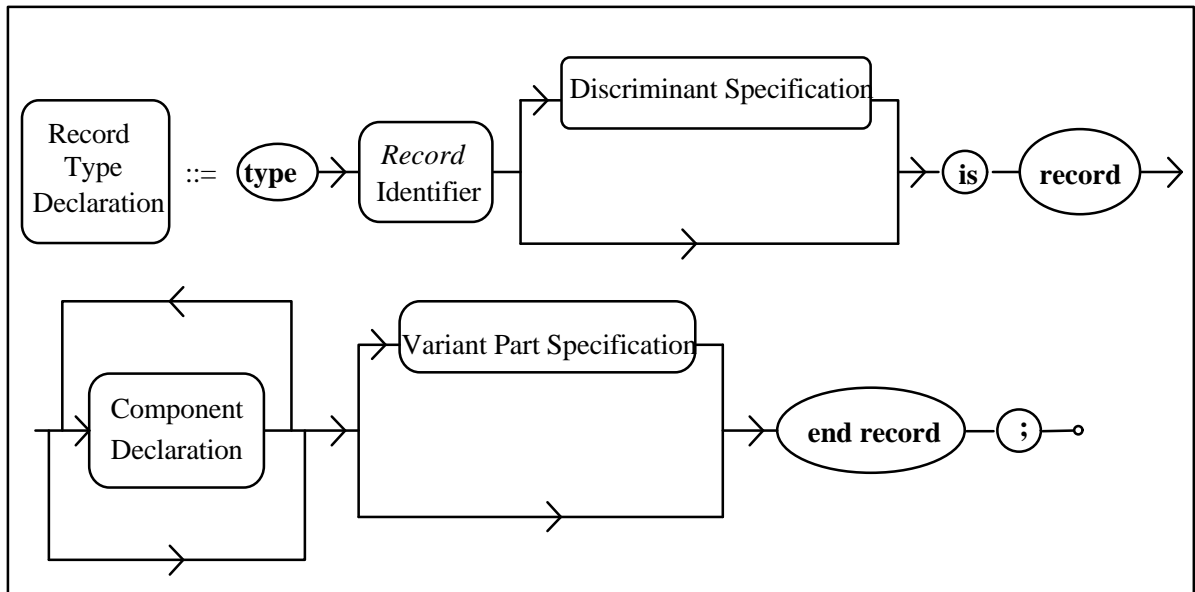 Record
Type
Declaration
::=
type
Record
Identifier
Discriminant Specification
is
record
Component
Declaration
Variant Part Specification
end record
;